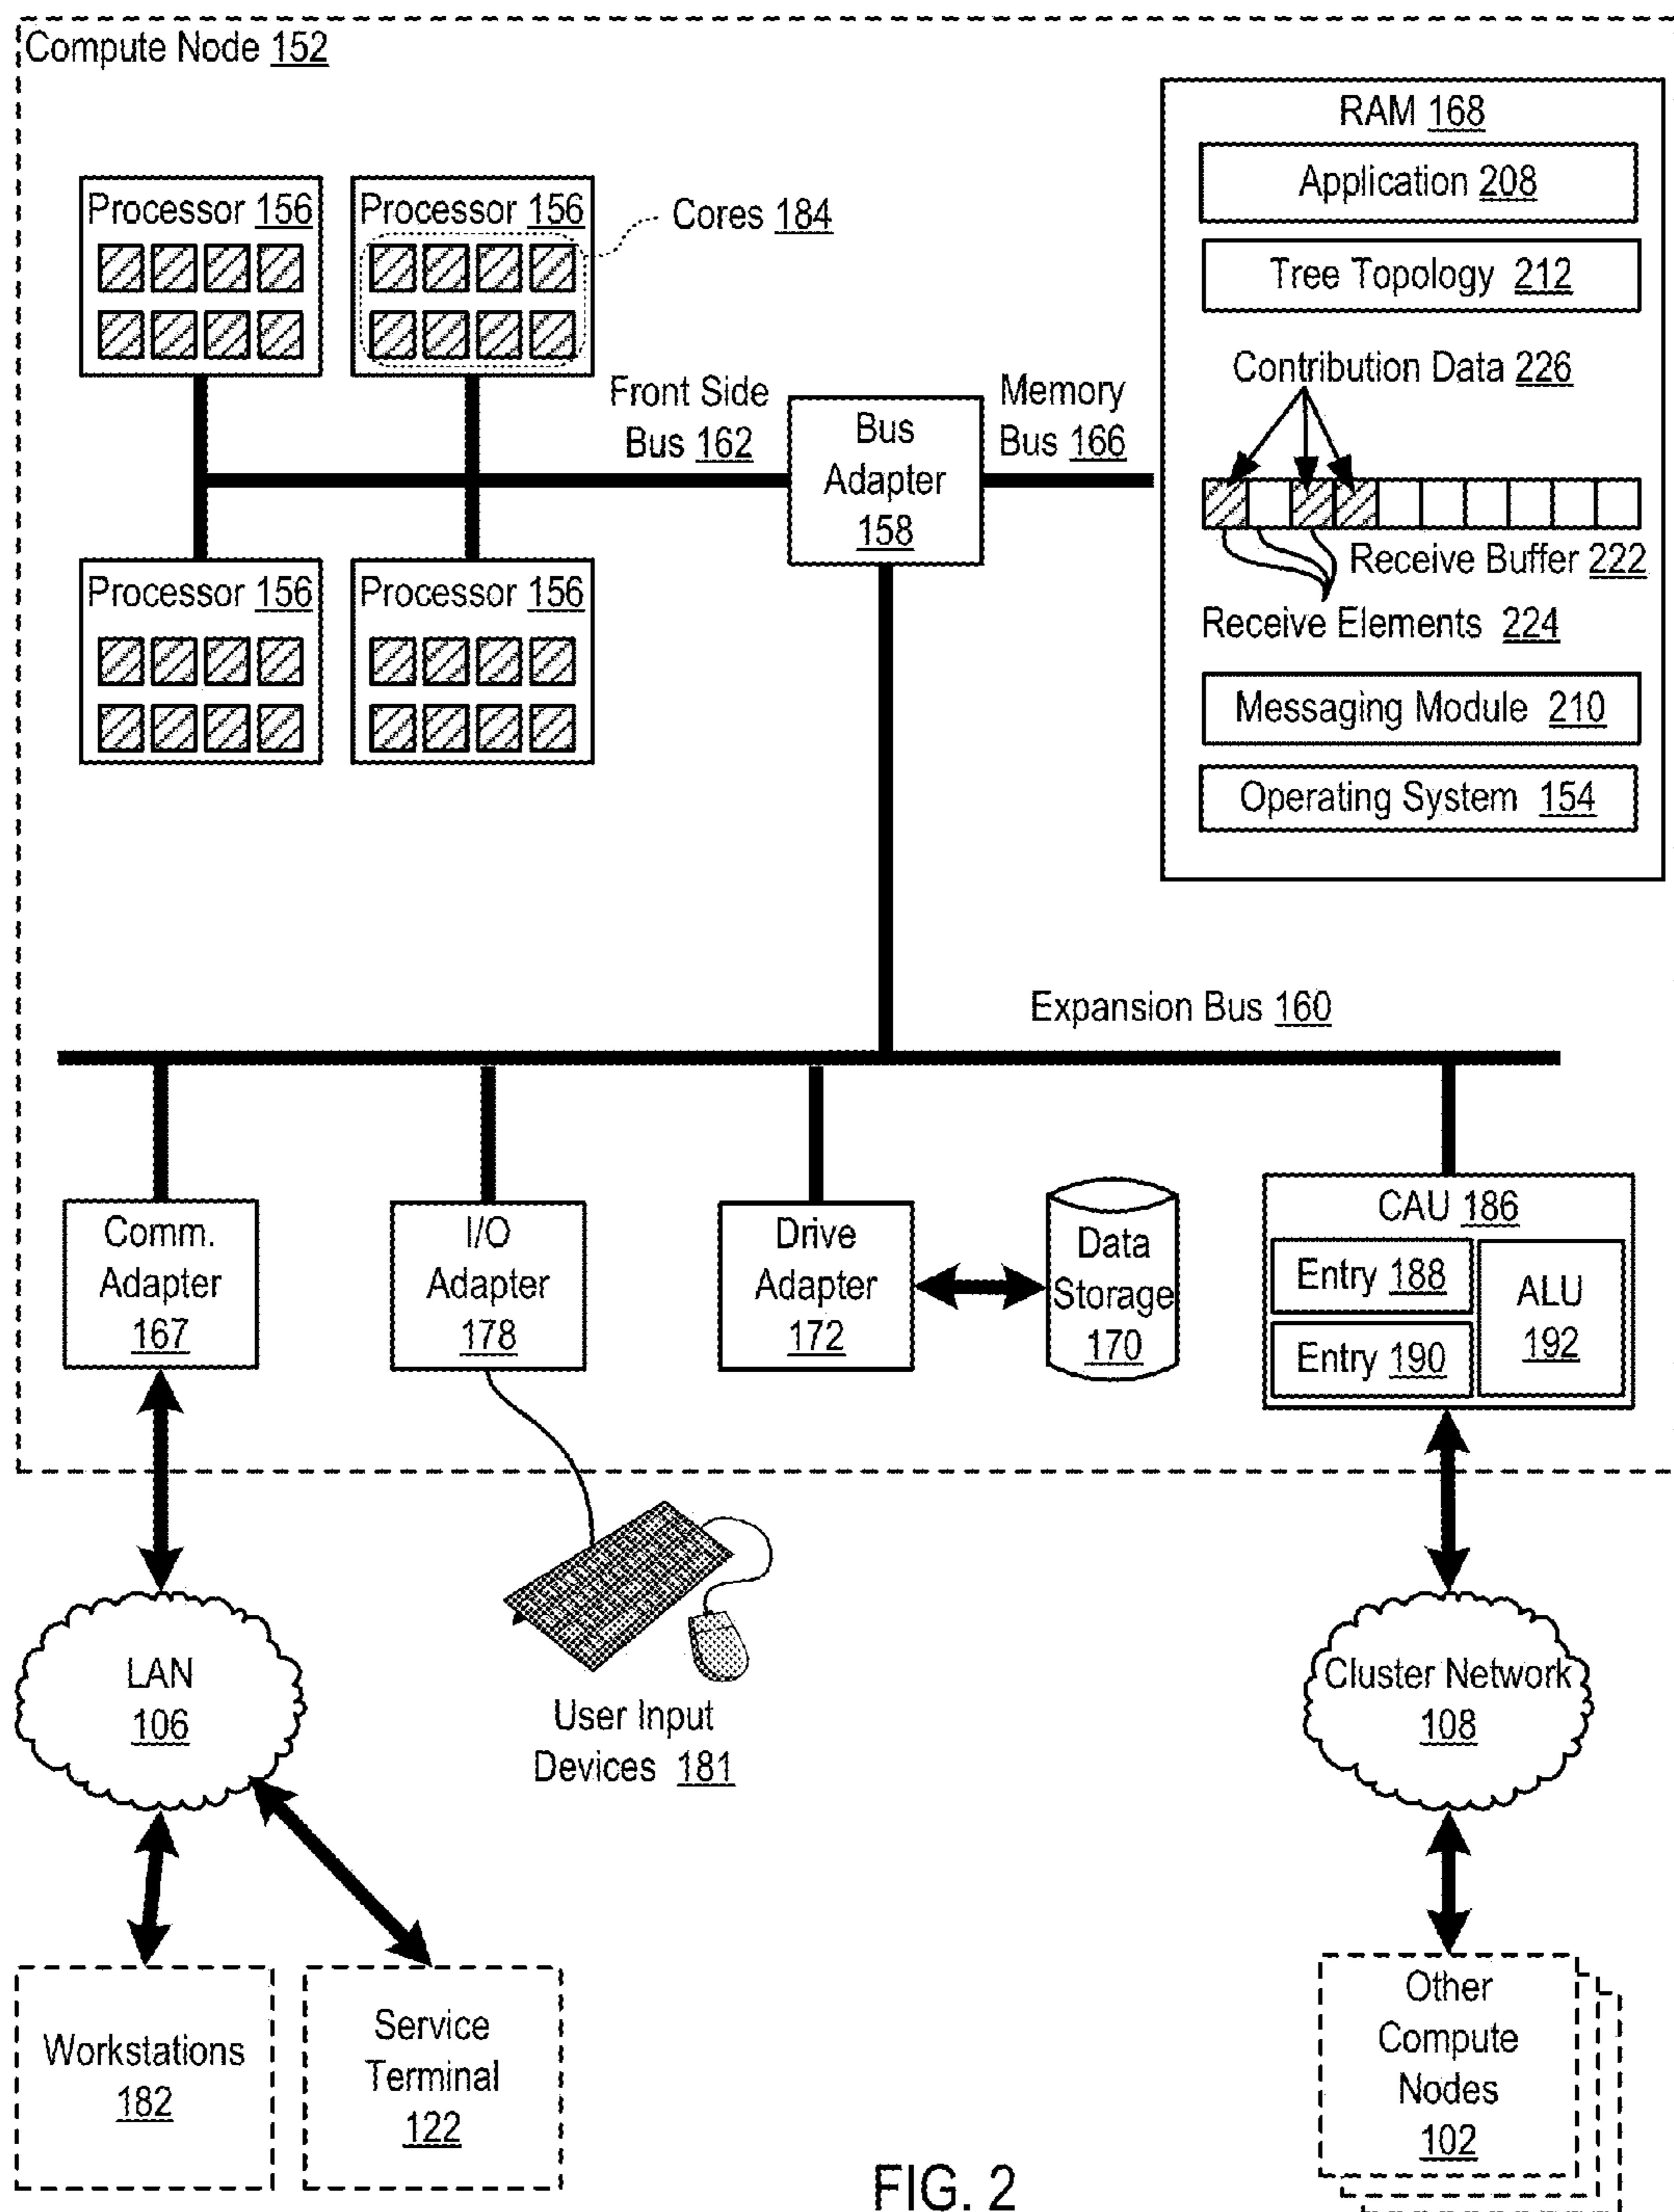 Compute Node 152
RAM 168
Application 208
Tree Topology 212
Contribution Data 226
Receive Buffer 222
Receive Elements 224
Messaging Module 210
Operating System 154
Processor 156
Processor 156
Cores 184
Processor 156
Processor 156
Front Side
Bus 162
Bus
Adapter
158
Memory
Bus 166
Expansion Bus 160
Comm.
Adapter
167
I/O
Adapter
178
Drive
Adapter
172
Data
Storage
170
CAU 186
Entry 188
Entry 190
ALU
192
LAN
106
User Input
Devices 181
Cluster Network
108
Workstations
182
Service
Terminal
122
Other
Compute
Nodes
102
FIG. 2